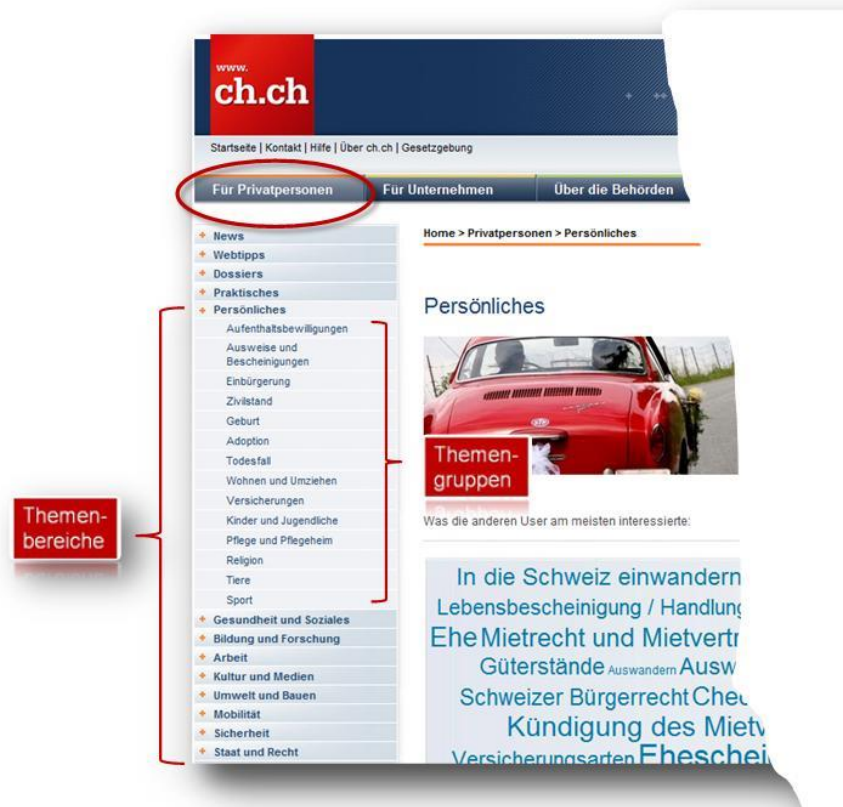 www.
ch.ch
Startseite | Kontakt | Hilfe | Über ch.ch | Gesetzgebung
Für Privatpersonen
Für Unternehmen
Über die Behörden
News
Webtipps
Dossiers
Praktisches
Persönliches
Aufenthaltsbewilligungen
Ausweise und
Bescheinigungen
Einbürgerung
Zivilstand
Geburt
Adoption
Todesfall
Wohnen und Umziehen
Versicherungen
Kinder und Jugendliche
Pflege und Pflegeheim
Religion
Tiere
Sport
Gesundheit und Soziales
Bildung und Forschung
Arbeit
Kultur und Medien
Umwelt und Bauen
Mobilität
Sicherheit
Staat und Recht
Themen-
bereiche
Home > Privatpersonen > Persönliches
Persönliches
Themen-
gruppen
Was die anderen User am meisten interessierte:
In die Schweiz einwandern
Lebensbescheinigung / Handlung
Ehe Mietrecht und Mietvertr
Güterstände Auswandern Ausw
Schweizer Bürgerrecht Chec
Kündigung des Mietv
Versicherungsarten Eheschei